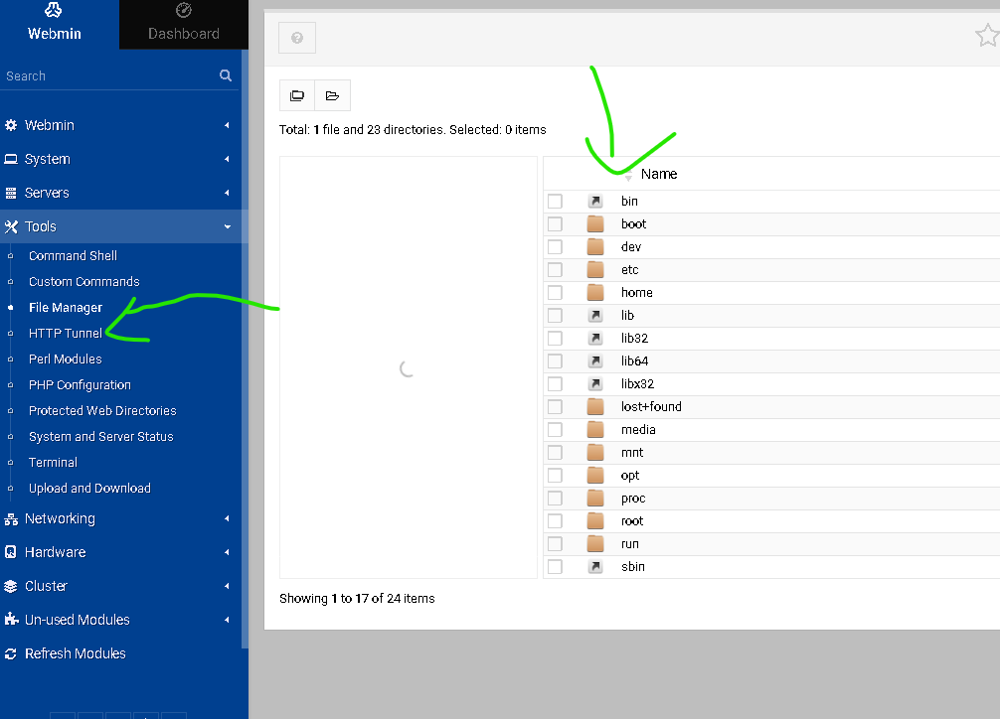 Webmin
Dashboard
Search
Webmin
System
Servers
Tools
Command Shell
Custom Commands
File Manager
HTTP Tunnel
Perl Modules
PHP Configuration
Protected Web Directories
System and Server Status
Terminal
Upload and Download
Networking
Hardware
Cluster
Un-used Modules
Refresh Modules
?
Total: 1 file and 23 directories. Selected: 0 items
Name
bin
boot
dev
etc
home
lib
lib32
lib64
libx32
lost+found
media
mnt
opt
proc
root
run
sbin
Showing 1 to 17 of 24 items